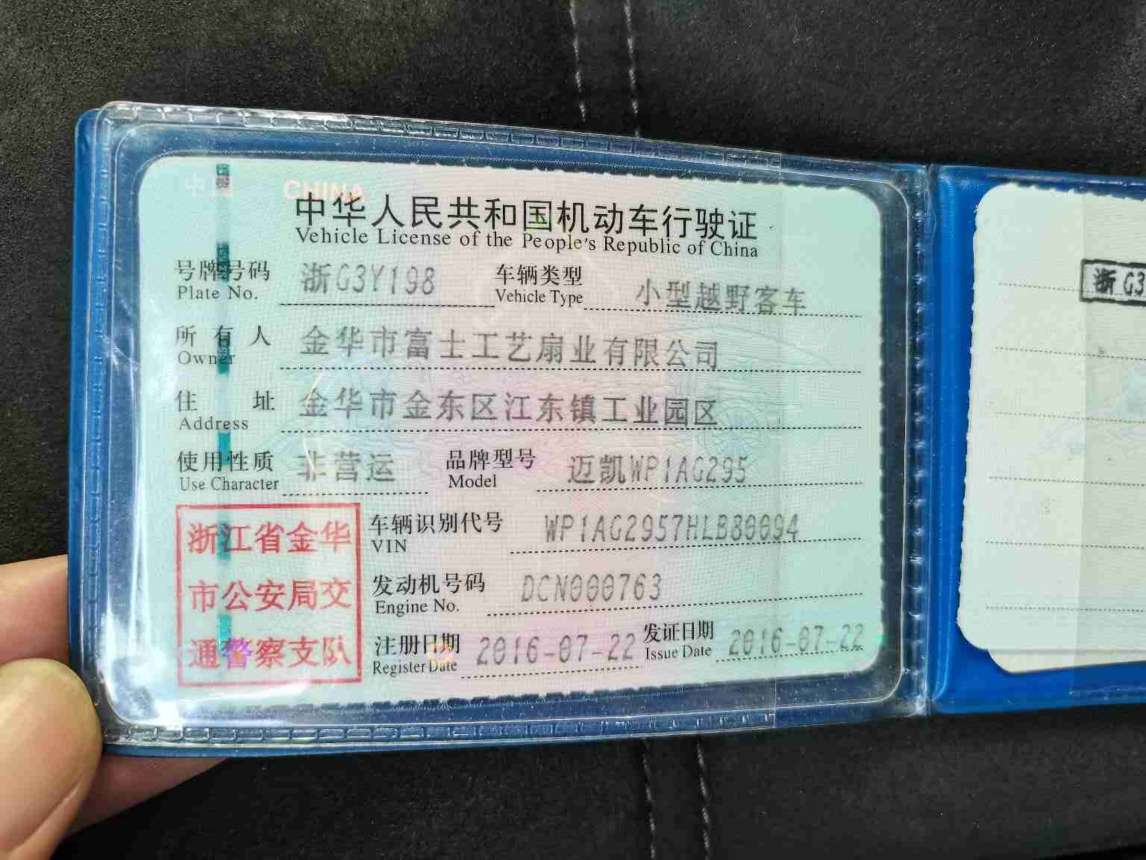 中国 CHINA
中华人民共和国机动车行驶证
Vehicle License of the People's Republic of China
号牌号码 浙G3Y198 车辆类型 小型越野客车
Plate No. Vehicle Type
所有人 金华市富士工艺扇业有限公司
Owner
住址 金华市金东区江东镇工业园区
Address
使用性质 非营运 品牌型号 迈凯WP1AG295
Use Character Model
浙江省金华
市公安局交
通警察支队
车辆识别代号 WP1AG2957HLB80094
VIN
发动机号码 DCN000763
Engine No.
注册日期 2016-07-22 发证日期 2016-07-22
Register Date Issue Date
浙G3